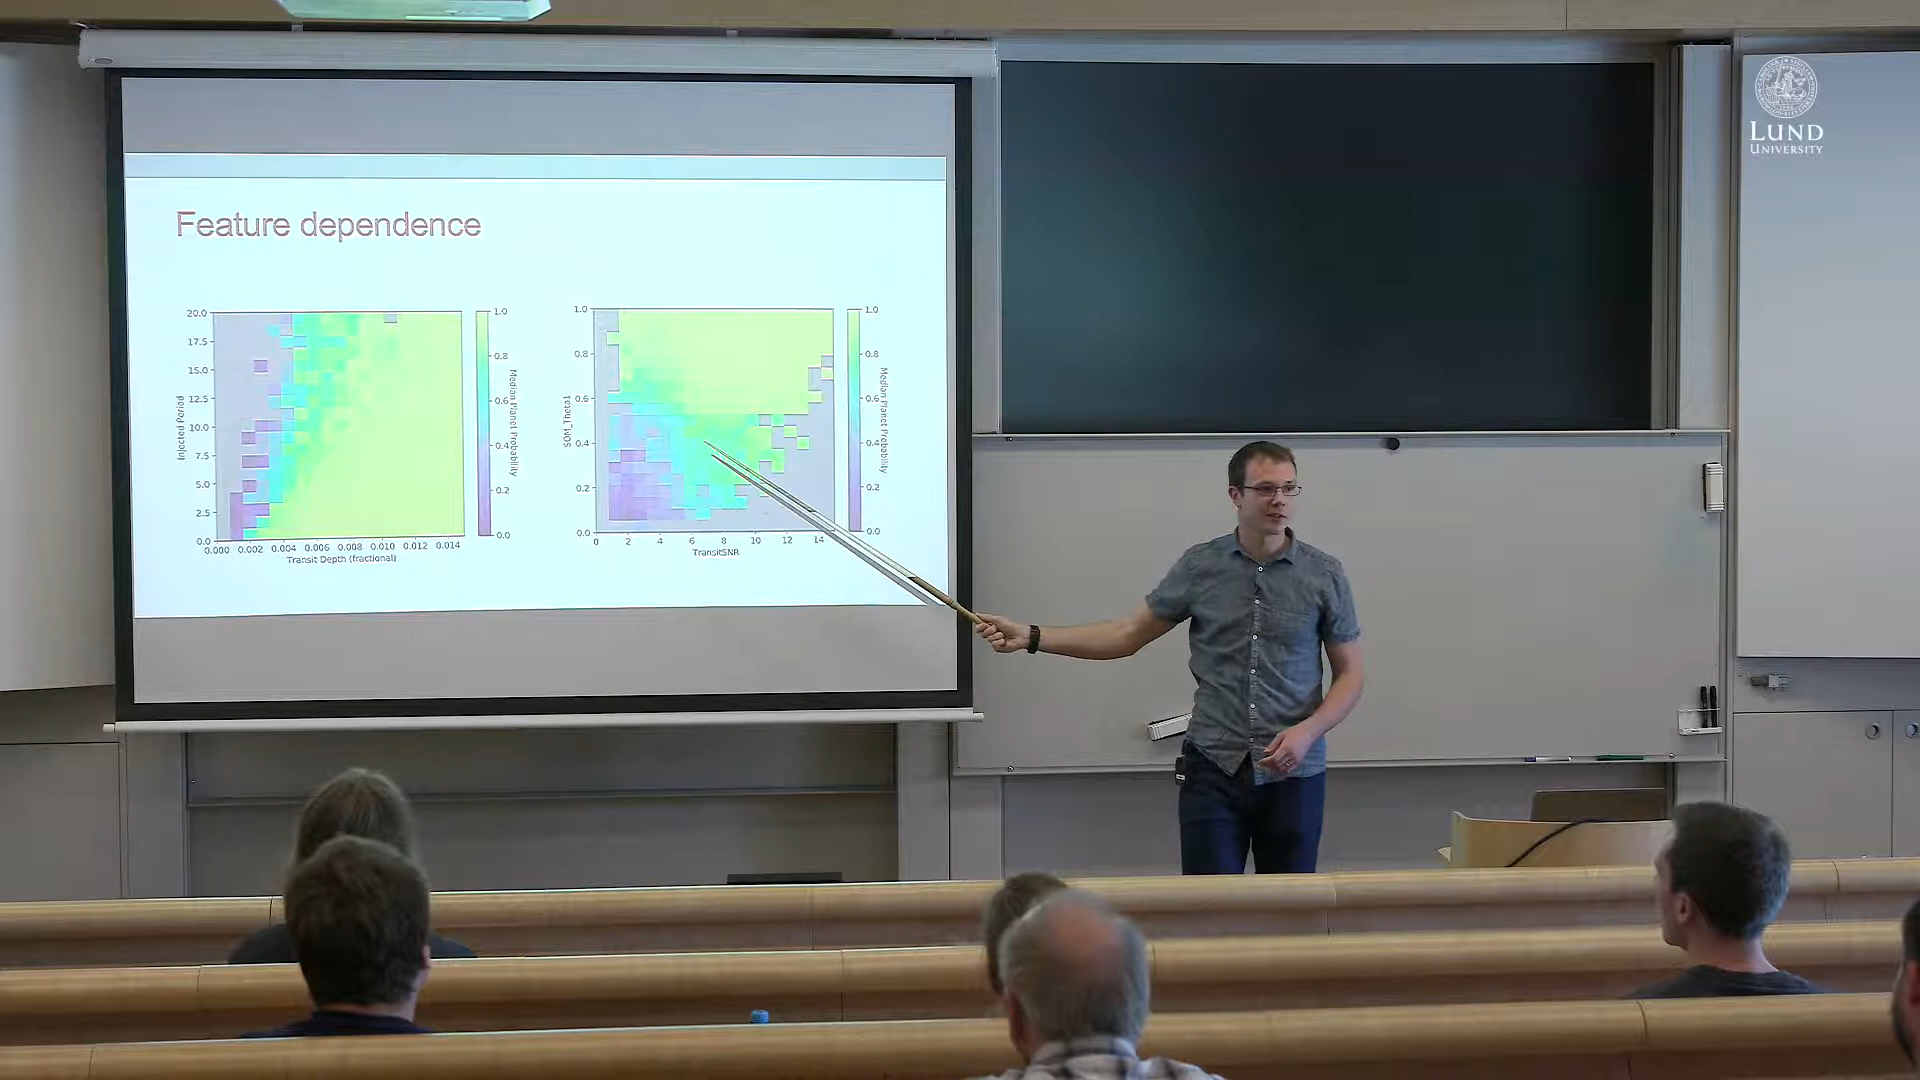 LUND
UNIVERSITY
Feature dependence
20.0
17.5
15.0
12.5
10.0
7.5
5.0
2.5
0.0
Injected Period
0.000 0.002 0.004 0.006 0.008 0.010 0.012 0.014
Transit Depth (fractional)
1.0
0.8
0.6
0.4
0.2
0.0
Median Planet Probability
1.0
0.8
0.6
0.4
0.2
0.0
SOM_Theta1
0 2 4 6 8 10 12 14
TransitSNR
1.0
0.8
0.6
0.4
0.2
0.0
Median Planet Probability